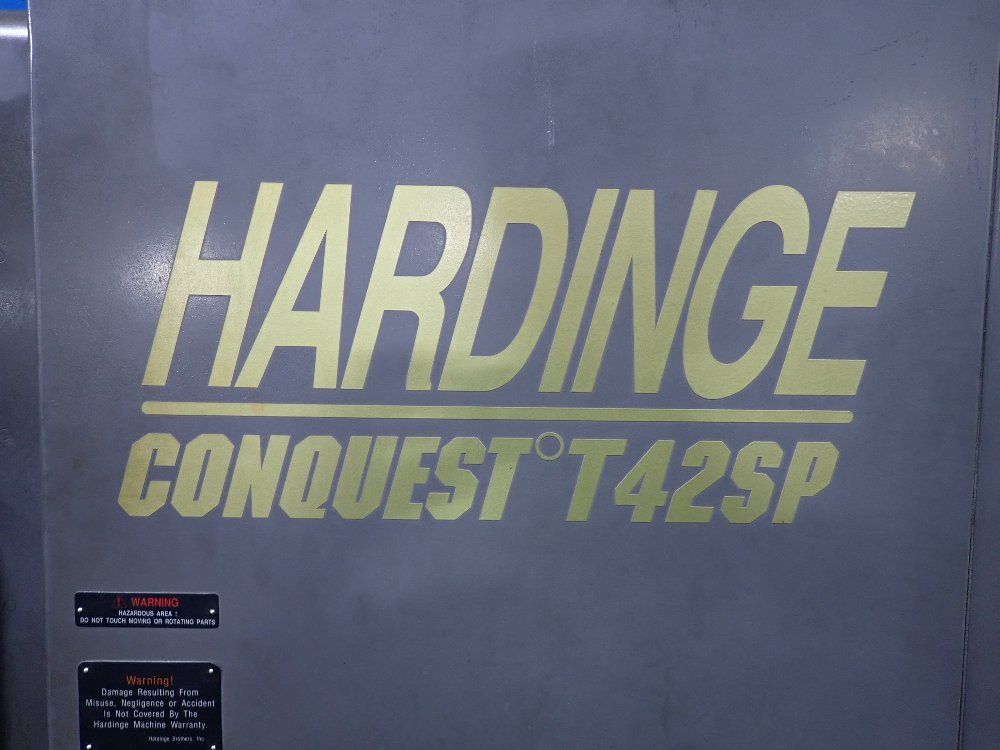 HARDINGE
CONQUEST° T42SP
! WARNING
HAZARDOUS AREA !
DO NOT TOUCH MOVING OR ROTATING PARTS
Warning!
Damage Resulting From
Misuse, Negligence or Accident
Is Not Covered By The
Hardinge Machine Warranty.
Hardinge Brothers, Inc.